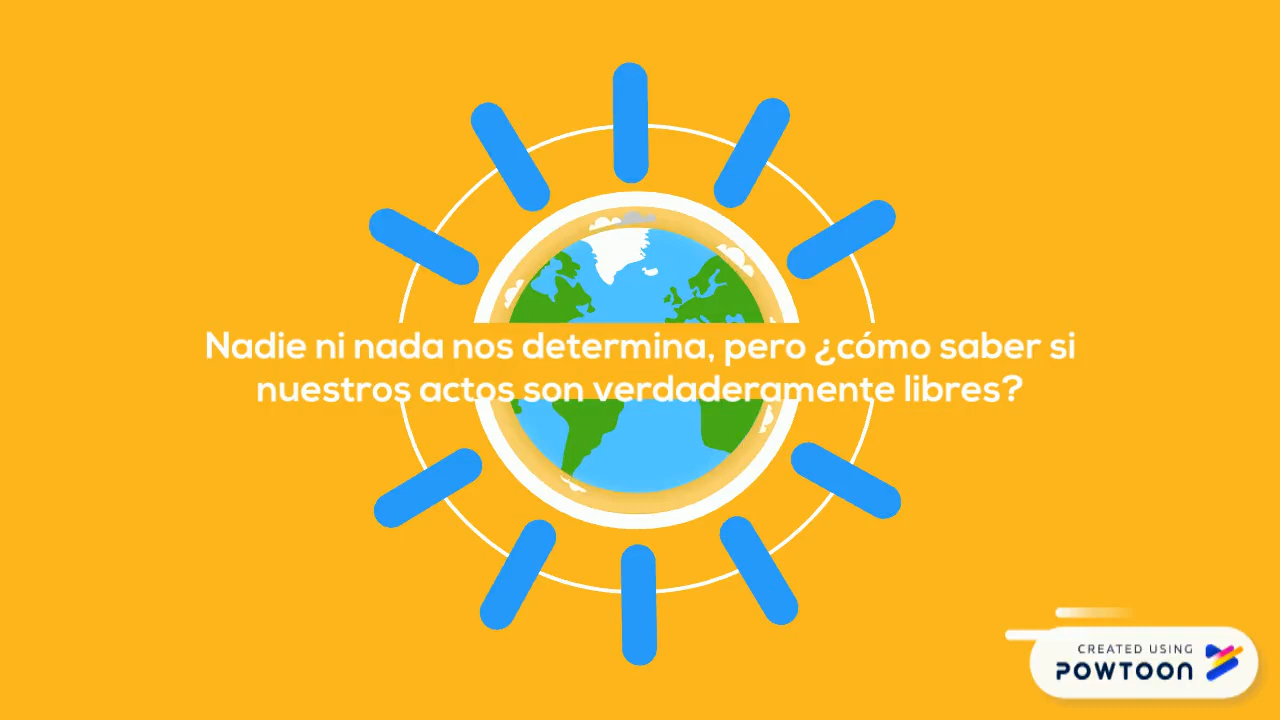 Nadie ni nada nos determina, pero ¿cómo saber si
nuestros actos son verdaderamente libres?
CREATED USING
POWTOON